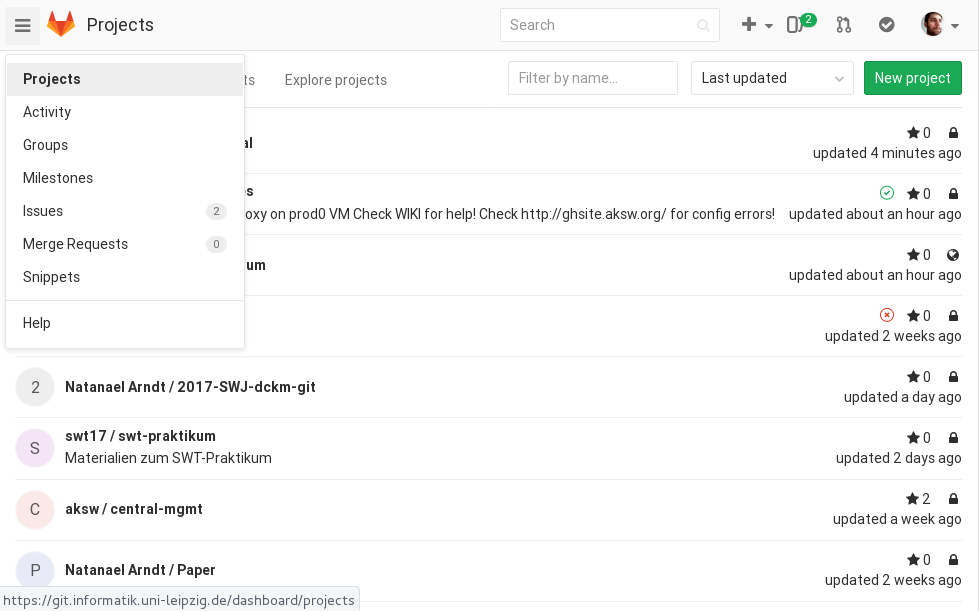 Projects
Search
2
Projects
Activity
Groups
Milestones
Issues 2
Merge Requests 0
Snippets
Help
Explore projects
Filter by name...
Last updated
New project
0
updated 4 minutes ago
on prod0 VM Check WIKI for help! Check http://ghsite.aksw.org/ for config errors!
0
updated about an hour ago
0
updated about an hour ago
0
updated 2 weeks ago
2
Natanael Arndt / 2017-SWJ-dckm-git
0
updated a day ago
S
swt17 / swt-praktikum
Materialien zum SWT-Praktikum
0
updated 2 days ago
C
aksw / central-mgmt
2
updated a week ago
P
Natanael Arndt / Paper
0
updated 2 weeks ago
https://git.informatik.uni-leipzig.de/dashboard/projects